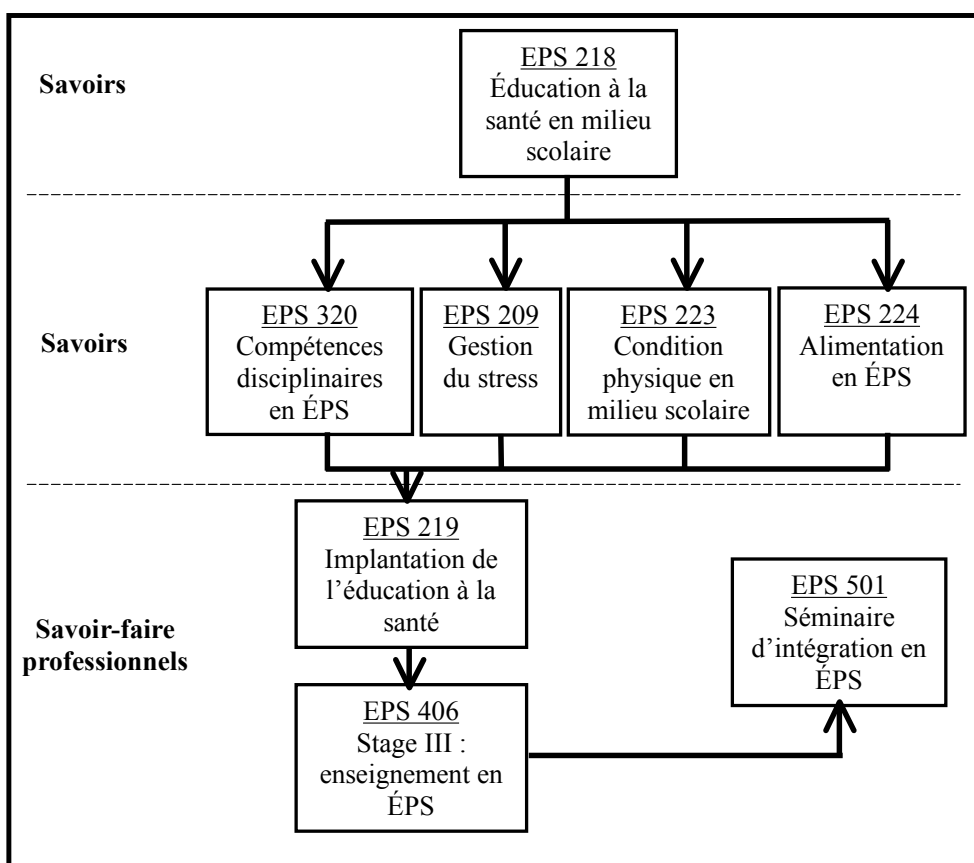 Savoirs
EPS 218
Éducation à la
santé en milieu
scolaire
Savoirs
EPS 320
Compétences
disciplinaires
en ÉPS
EPS 209
Gestion
du stress
EPS 223
Condition
physique en
milieu scolaire
EPS 224
Alimentation
en ÉPS
Savoir-faire
professionnels
EPS 219
Implantation de
l’éducation à la
santé
EPS 406
Stage III :
enseignement en
ÉPS
EPS 501
Séminaire
d’intégration en
ÉPS